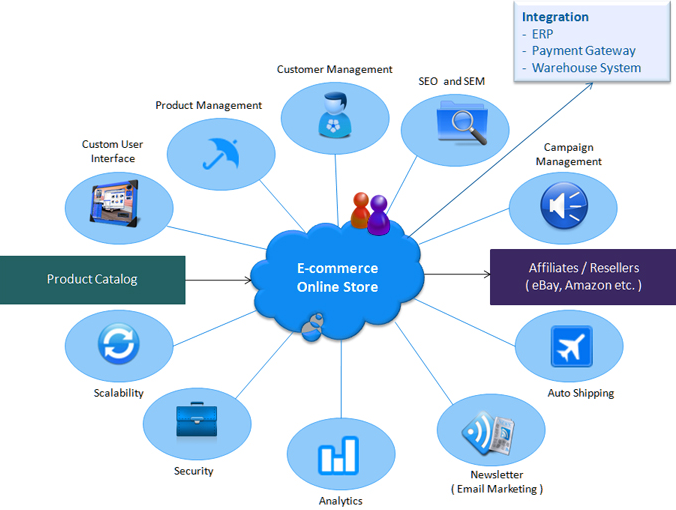 Integration
- ERP
- Payment Gateway
- Warehouse System
Customer Management
SEO and SEM
Product Management
Custom User
Interface
Campaign
Management
E-commerce
Online Store
Product Catalog
Affiliates / Resellers
( eBay, Amazon etc. )
Scalability
Auto Shipping
Security
Analytics
Newsletter
( Email Marketing )